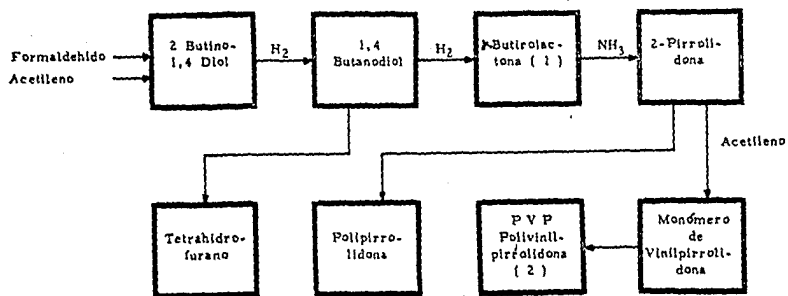 Formaldehido
Acetileno
2 Butino-
1,4 Diol
H2
1,4
Butanodiol
H2
γButirolac-
tona ( 1 )
NH3
2-Pirroli-
dona
Acetileno
Tetrahidro-
furano
Polipirro-
lidona
P V P
Polivinil-
pirrolidona
( 2 )
Monómero
de
Vinilpirroli-
dona